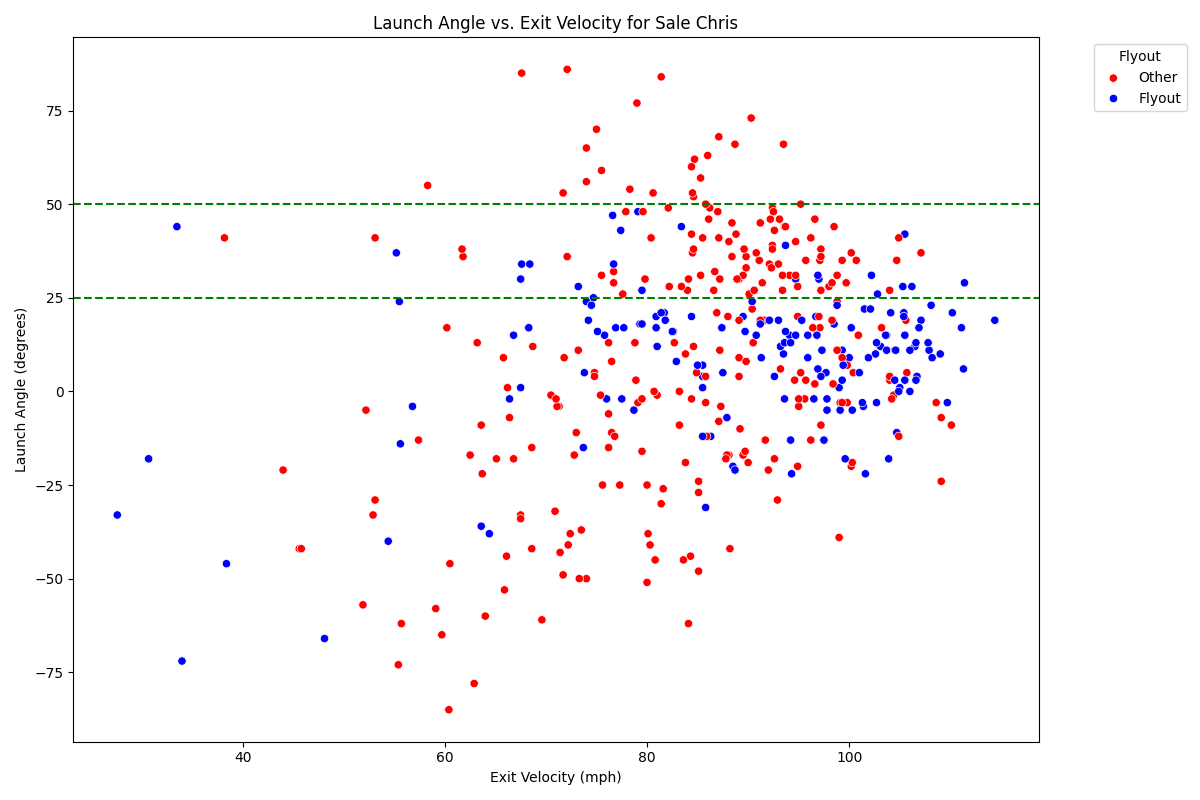 Launch Angle vs. Exit Velocity for Sale Chris
Flyout
Other
Flyout
Launch Angle (degrees)
75
50
25
0
−25
−50
−75
40
60
80
100
Exit Velocity (mph)